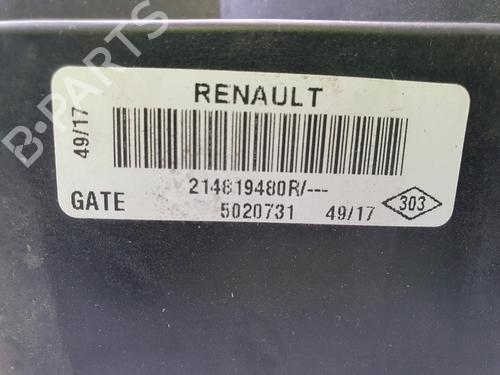 B-PARTS
RENAULT
49/17
214819480R/---
GATE
5020731 49/17
303